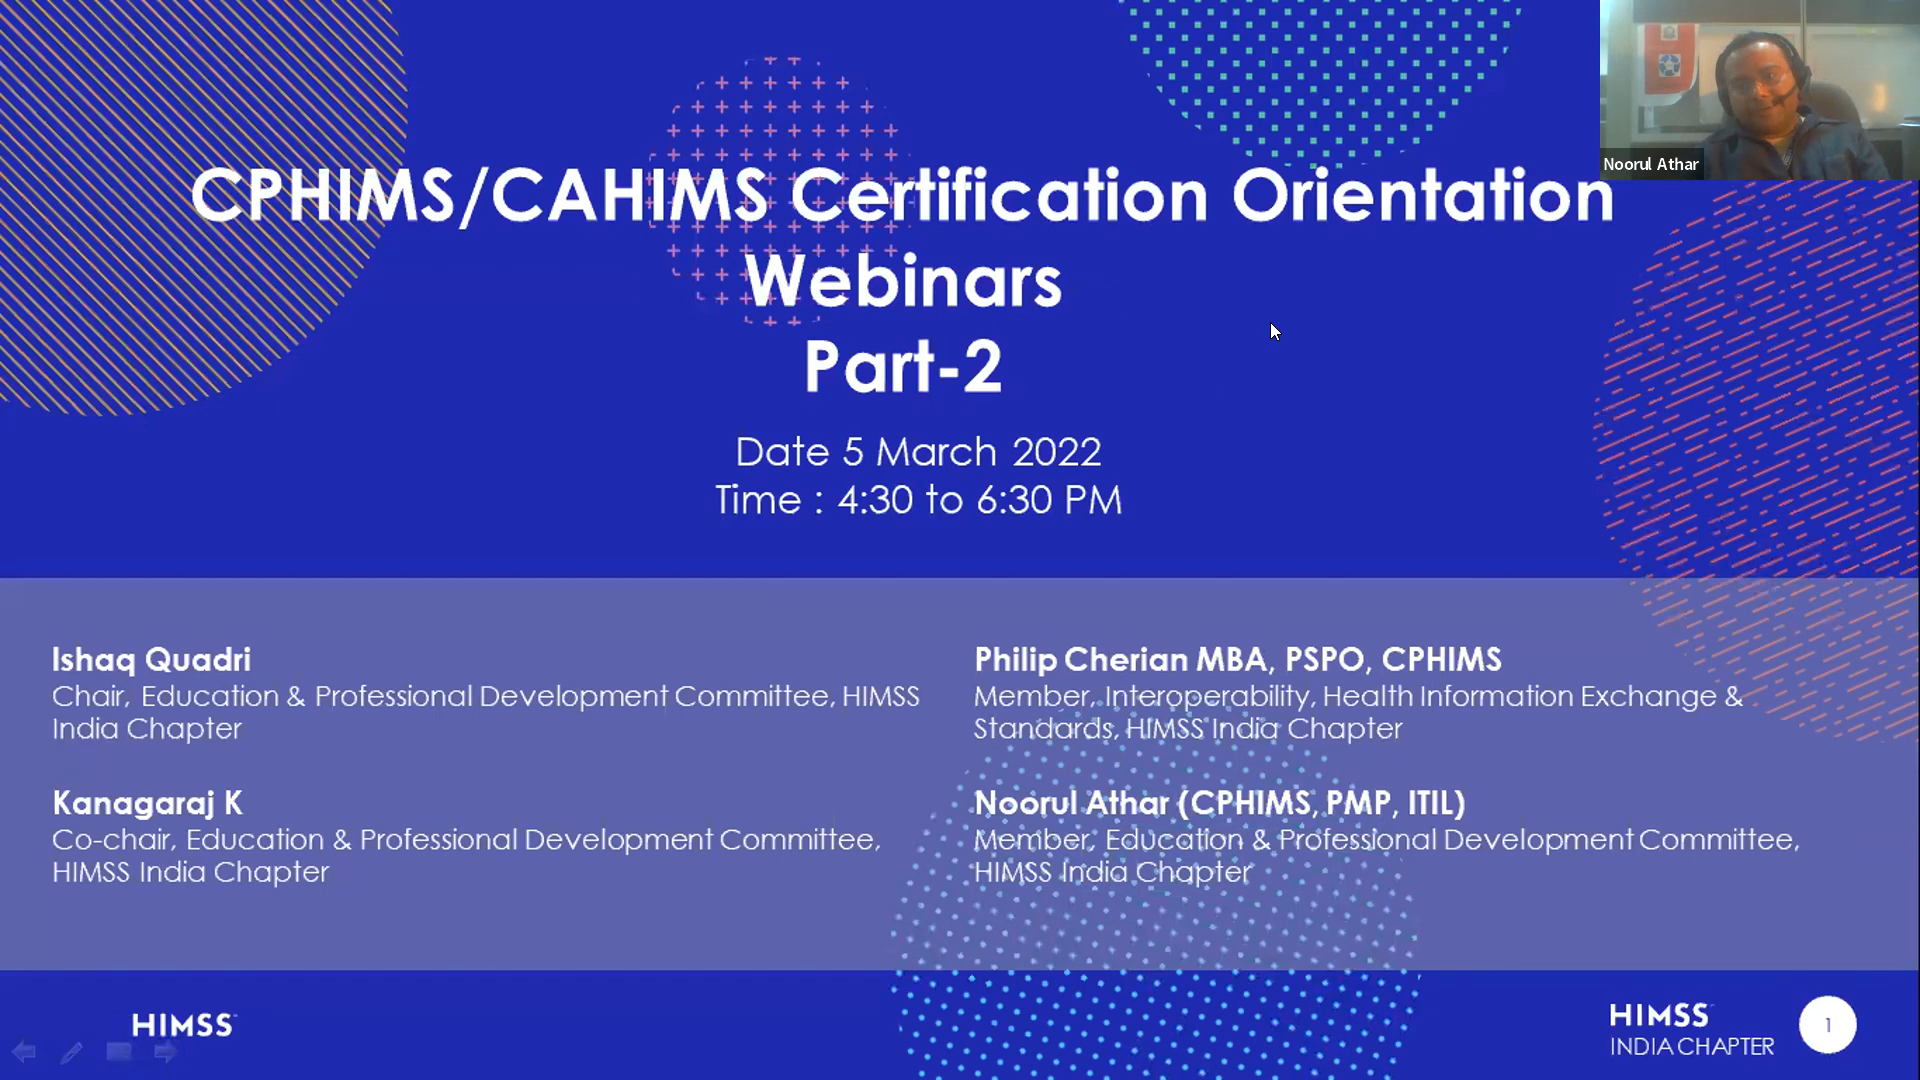 Noorul Athar
CPHIMS/CAHIMS Certification Orientation
Webinars
Part-2
Date 5 March 2022
Time : 4:30 to 6:30 PM
Ishaq Quadri
Chair, Education & Professional Development Committee, HIMSS
India Chapter
Kanagaraj K
Co-chair, Education & Professional Development Committee,
HIMSS India Chapter
Philip Cherian MBA, PSPO, CPHIMS
Member, Interoperability, Health Information Exchange &
Standards, HIMSS India Chapter
Noorul Athar (CPHIMS, PMP, ITIL)
Member, Education & Professional Development Committee,
HIMSS India Chapter
HIMSS
HIMSS
INDIA CHAPTER
1